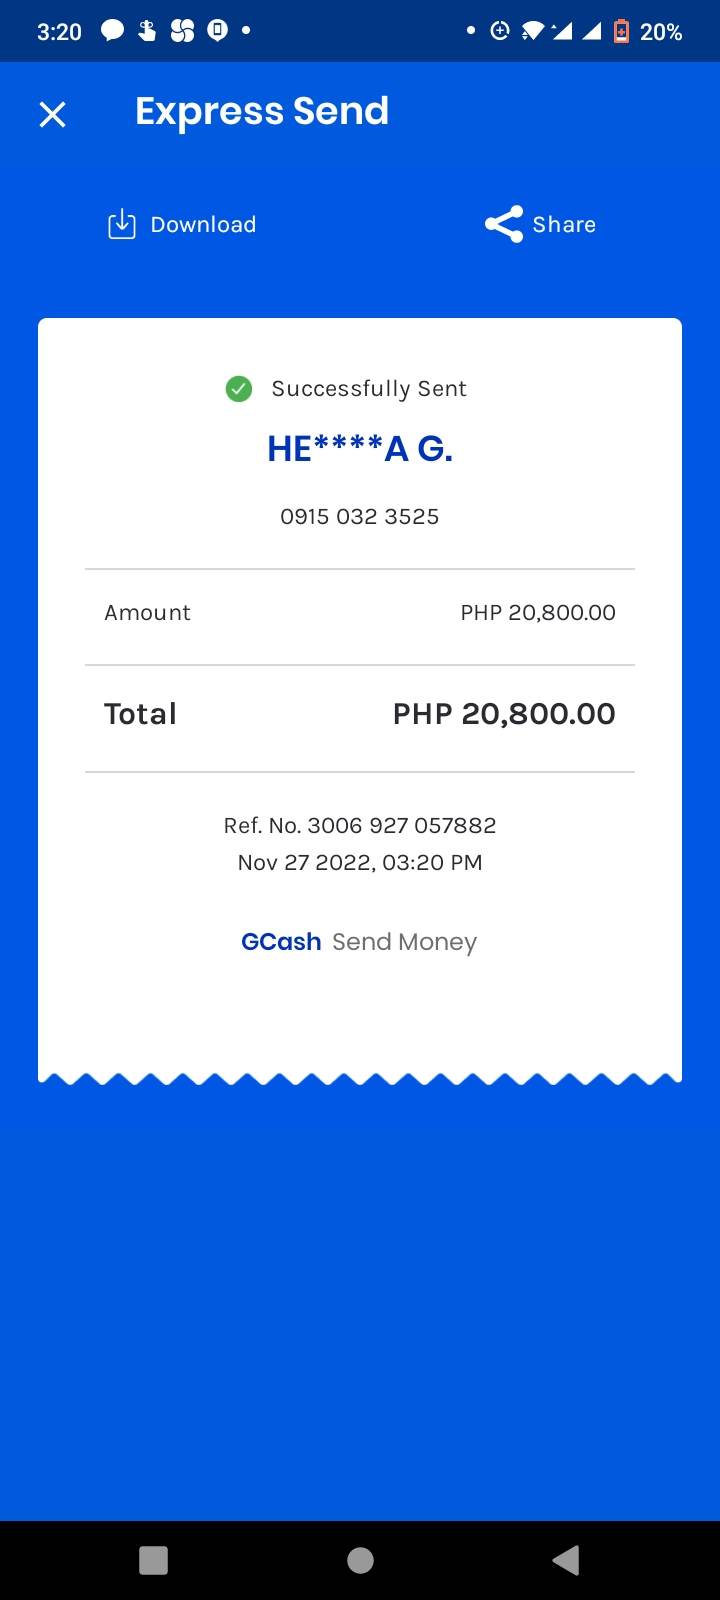 3:20 20%
Express Send
Download Share
Successfully Sent
HE****A G.
0915 032 3525
Amount PHP 20,800.00
Total PHP 20,800.00
Ref. No. 3006 927 057882
Nov 27 2022, 03:20 PM
GCash Send Money